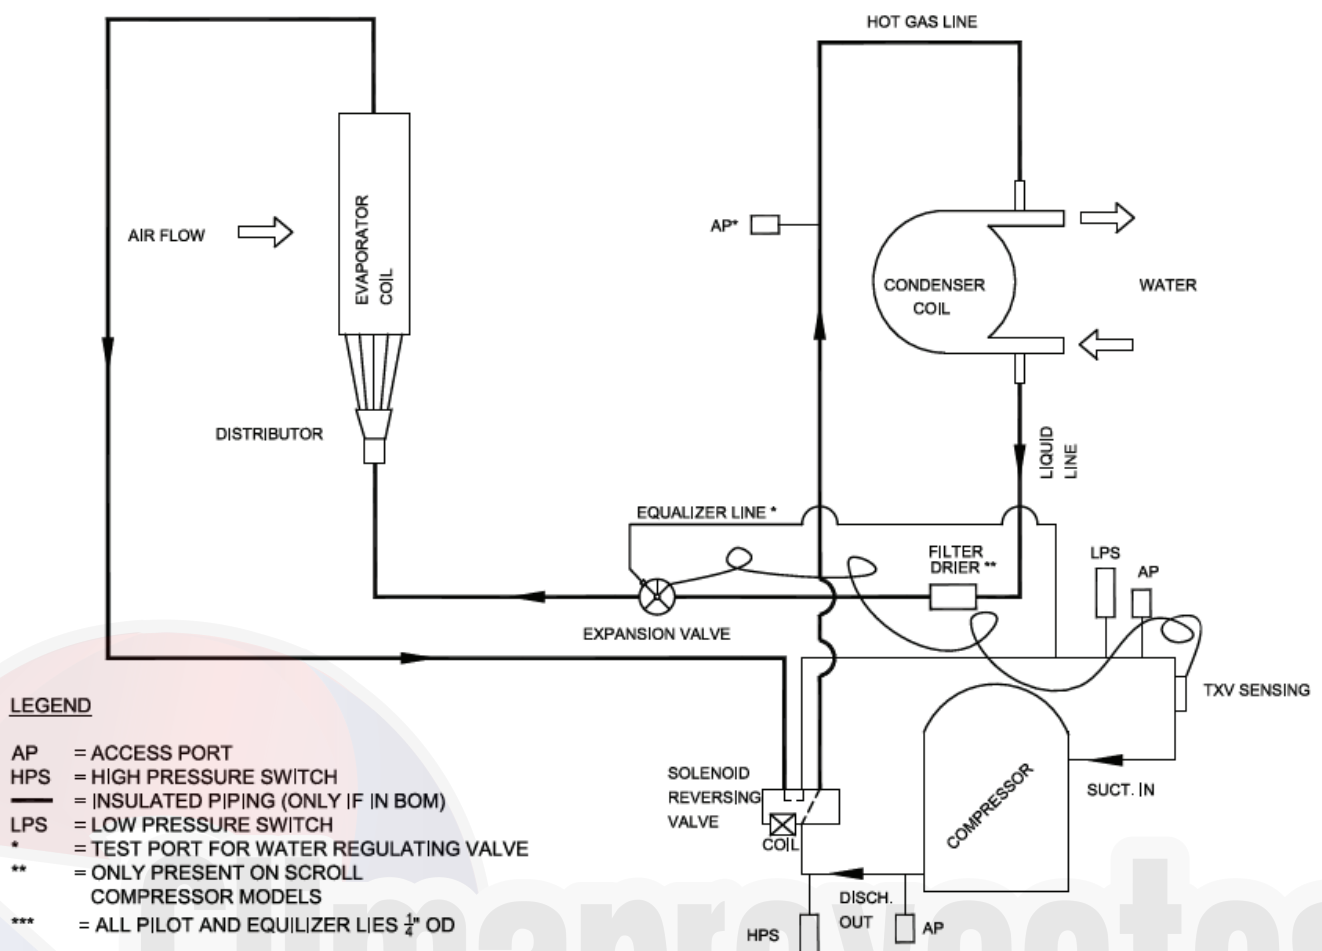 HOT GAS LINE
AP*
AIR FLOW
EVAPORATOR
COIL
CONDENSER
COIL
WATER
DISTRIBUTOR
LIQUID
LINE
EQUALIZER LINE *
FILTER
DRIER **
LPS
AP
EXPANSION VALVE
TXV SENSING
LEGEND
AP = ACCESS PORT
HPS = HIGH PRESSURE SWITCH
= INSULATED PIPING (ONLY IF IN BOM)
LPS = LOW PRESSURE SWITCH
* = TEST PORT FOR WATER REGULATING VALVE
** = ONLY PRESENT ON SCROLL
COMPRESSOR MODELS
*** = ALL PILOT AND EQUILIZER LIES 1/4" OD
SOLENOID
REVERSING
VALVE
COIL
COMPRESSOR
SUCT. IN
DISCH.
OUT
HPS
AP